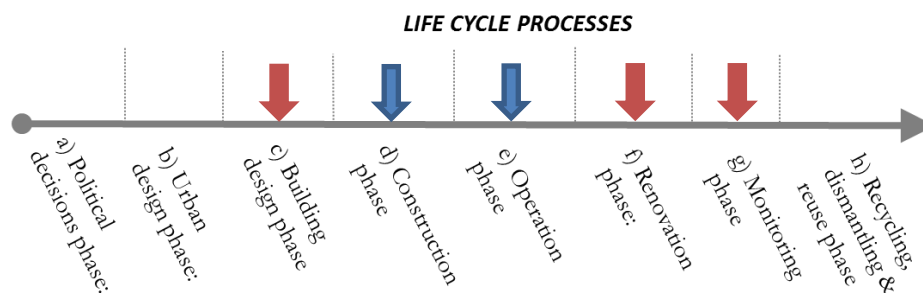 LIFE CYCLE PROCESSES
a) Political
decisions phase:
b) Urban
design phase:
c) Building
design phase
d) Construction
phase
e) Operation
phase
f) Renovation
phase:
g) Monitoring
phase
h) Recycling,
dismantling &
reuse phase